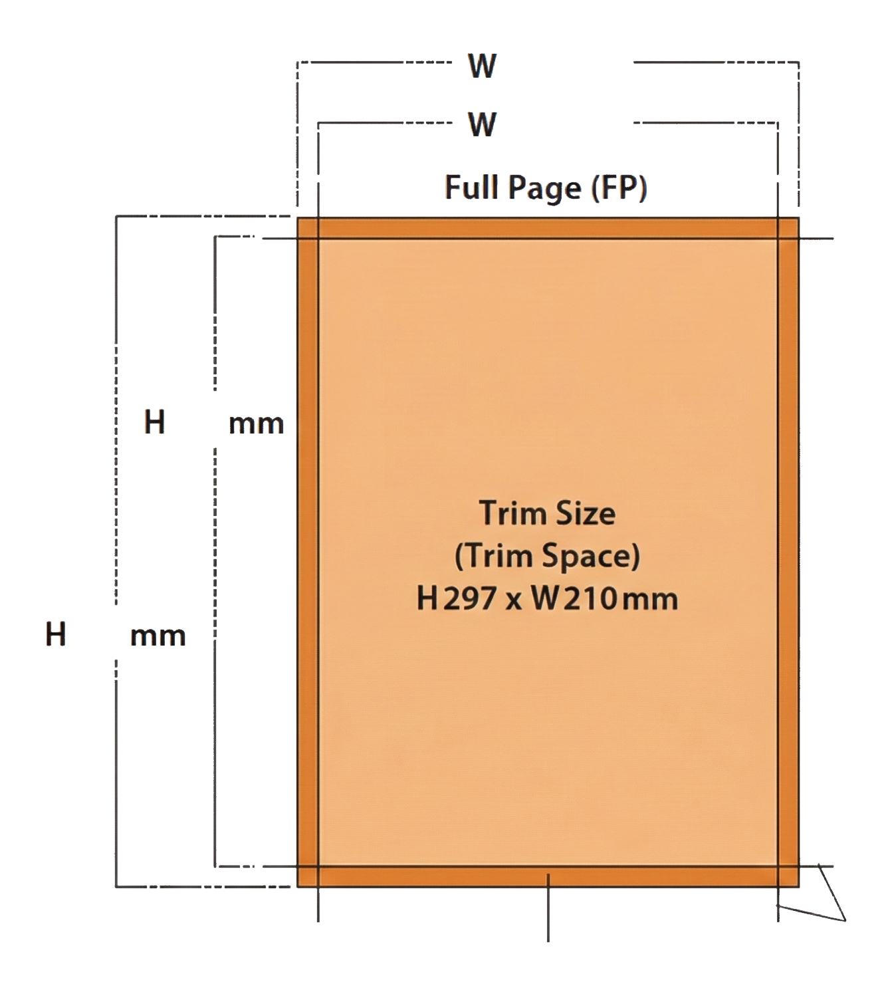 W
W
Full Page (FP)
H mm
Trim Size
(Trim Space)
H 297 x W 210 mm
H mm